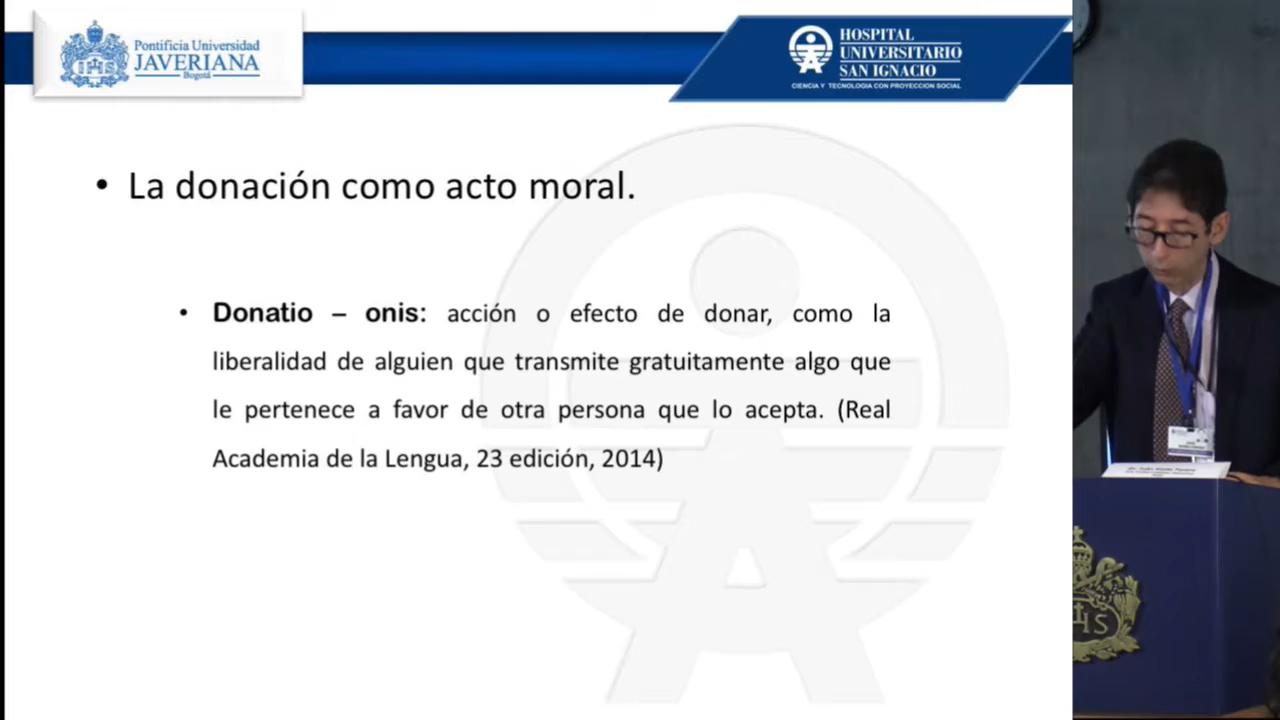 Pontificia Universidad
JAVERIANA
Bogotá
HOSPITAL
UNIVERSITARIO
SAN IGNACIO
CIENCIA Y TECNOLOGIA CON PROYECCION SOCIAL
• La donación como acto moral.
• Donatio – onis: acción o efecto de donar, como la
liberalidad de alguien que transmite gratuitamente algo que
le pertenece a favor de otra persona que lo acepta. (Real
Academia de la Lengua, 23 edición, 2014)
IHS